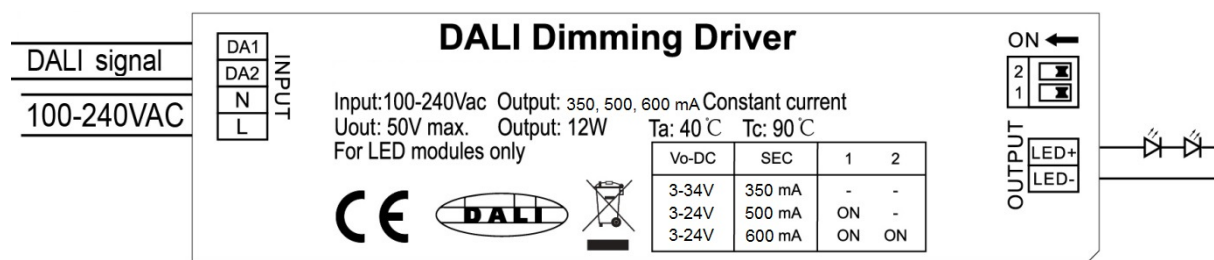 DALI Dimming Driver
DALI signal
100-240VAC
DA1
DA2
N
L
INPUT
Input:100-240Vac Output: 350, 500, 600 mA Constant current
Uout: 50V max. Output: 12W Ta: 40℃ Tc: 90℃
For LED modules only
Vo-DC SEC 1 2
3-34V 350 mA - -
3-24V 500 mA ON -
3-24V 600 mA ON ON
CE
DALI
ON
2
1
OUTPUT
LED+
LED-